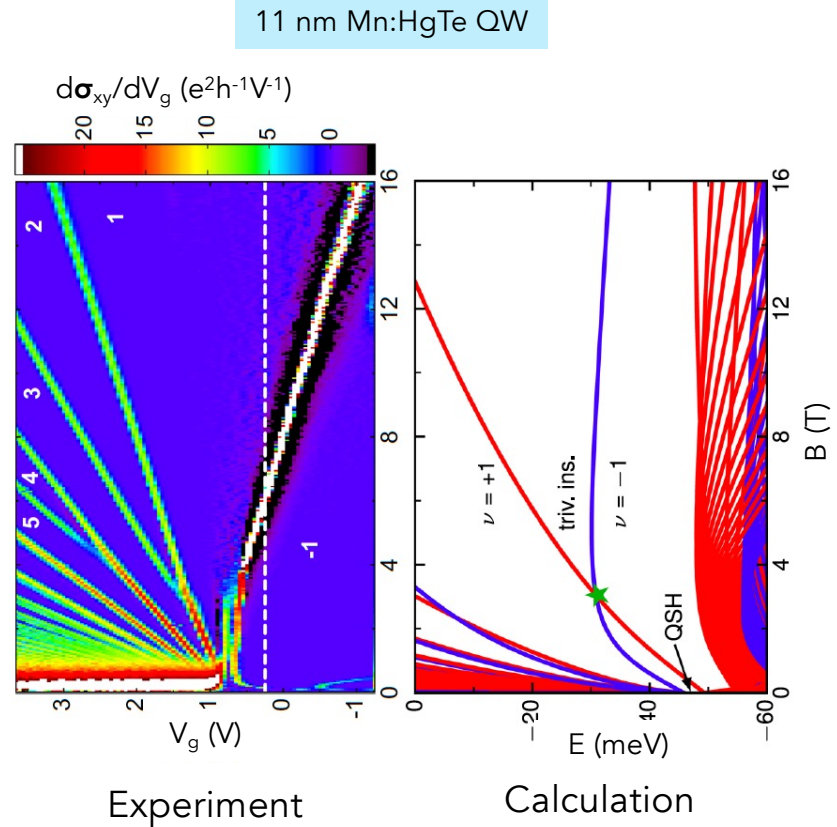 11 nm Mn:HgTe QW
dσxy/dVg (e²h⁻¹V⁻¹)
20
15
10
5
0
2
1
3
4
5
-1
3
2
1
0
-1
Vg (V)
16
12
8
4
0
Experiment
ν = +1
triv. ins.
ν = −1
QSH
0
−20
40
−60
E (meV)
16
12
8
4
0
B (T)
Calculation